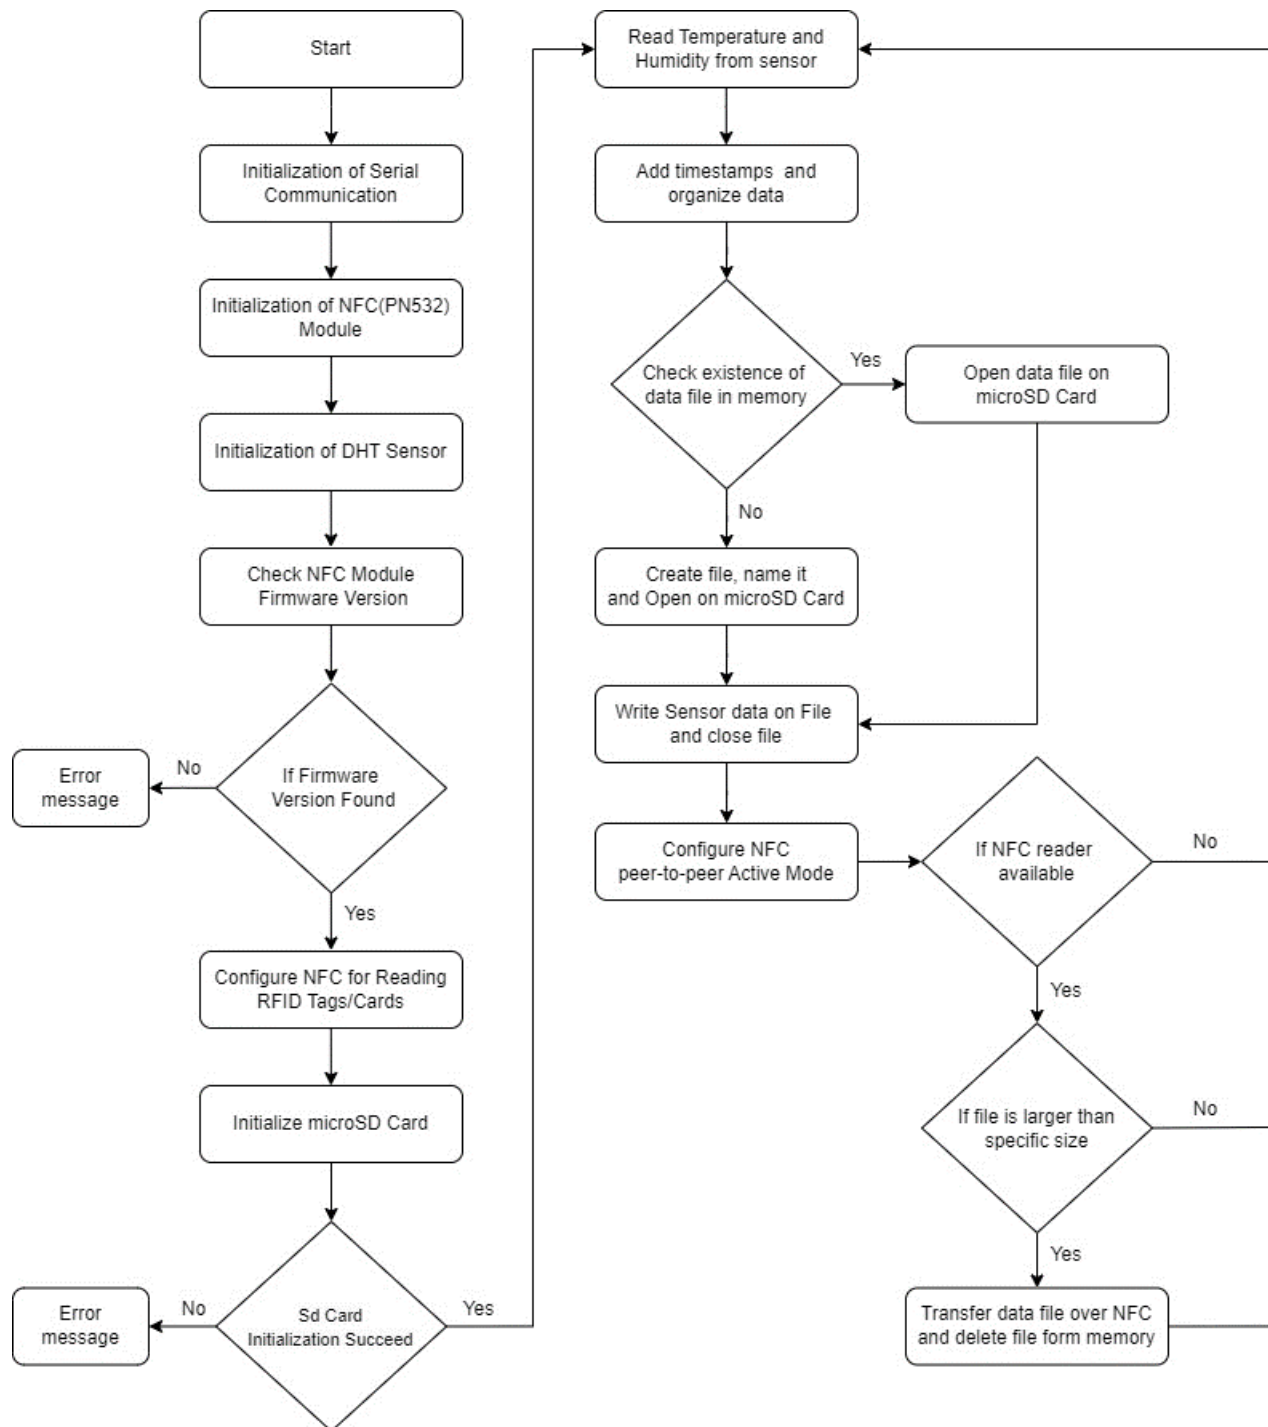 Start
Initialization of Serial
Communication
Initialization of NFC(PN532)
Module
Initialization of DHT Sensor
Check NFC Module
Firmware Version
If Firmware
Version Found
No
Error
message
Yes
Configure NFC for Reading
RFID Tags/Cards
Initialize microSD Card
Sd Card
Initialization Succeed
No
Error
message
Yes
Read Temperature and
Humidity from sensor
Add timestamps and
organize data
Check existence of
data file in memory
Yes
Open data file on
microSD Card
No
Create file, name it
and Open on microSD Card
Write Sensor data on File
and close file
Configure NFC
peer-to-peer Active Mode
If NFC reader
available
No
Yes
If file is larger than
specific size
No
Yes
Transfer data file over NFC
and delete file form memory